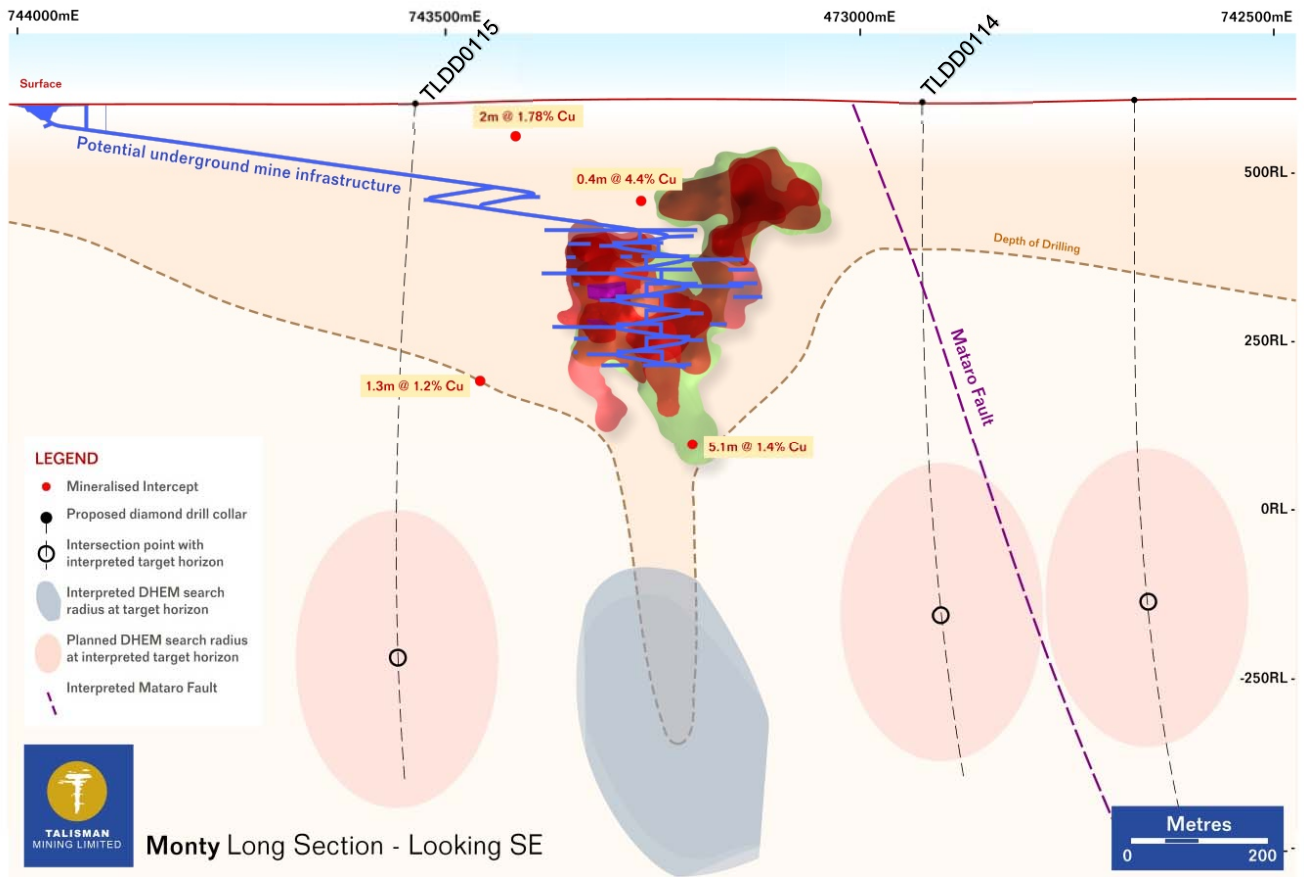 744000mE
743500mE
473000mE
742500mE
TLDD0115
TLDD0114
Surface
2m @ 1.78% Cu
Potential underground mine infrastructure
0.4m @ 4.4% Cu
500RL -
Depth of Drilling
250RL -
Mataro Fault
1.3m @ 1.2% Cu
5.1m @ 1.4% Cu
LEGEND
Mineralised Intercept
Proposed diamond drill collar
Intersection point with
interpreted target horizon
Interpreted DHEM search
radius at target horizon
Planned DHEM search radius
at interpreted target horizon
Interpreted Mataro Fault
0RL -
-250RL -
TALISMAN
MINING LIMITED
Monty Long Section - Looking SE
Metres
0 200